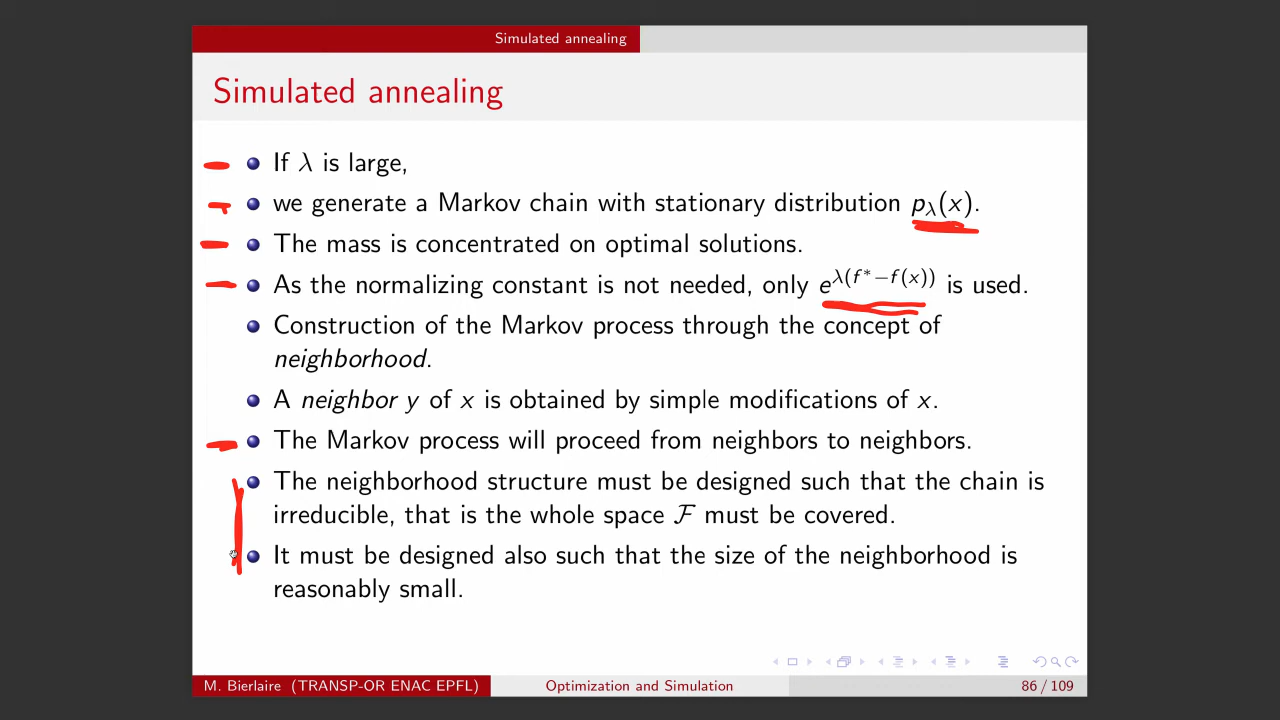 Simulated annealing
Simulated annealing
If λ is large,
we generate a Markov chain with stationary distribution pλ(x).
The mass is concentrated on optimal solutions.
As the normalizing constant is not needed, only e^λ(f*−f(x)) is used.
Construction of the Markov process through the concept of
neighborhood.
A neighbor y of x is obtained by simple modifications of x.
The Markov process will proceed from neighbors to neighbors.
The neighborhood structure must be designed such that the chain is
irreducible, that is the whole space ℱ must be covered.
It must be designed also such that the size of the neighborhood is
reasonably small.
M. Bierlaire (TRANSP-OR ENAC EPFL) Optimization and Simulation 86 / 109